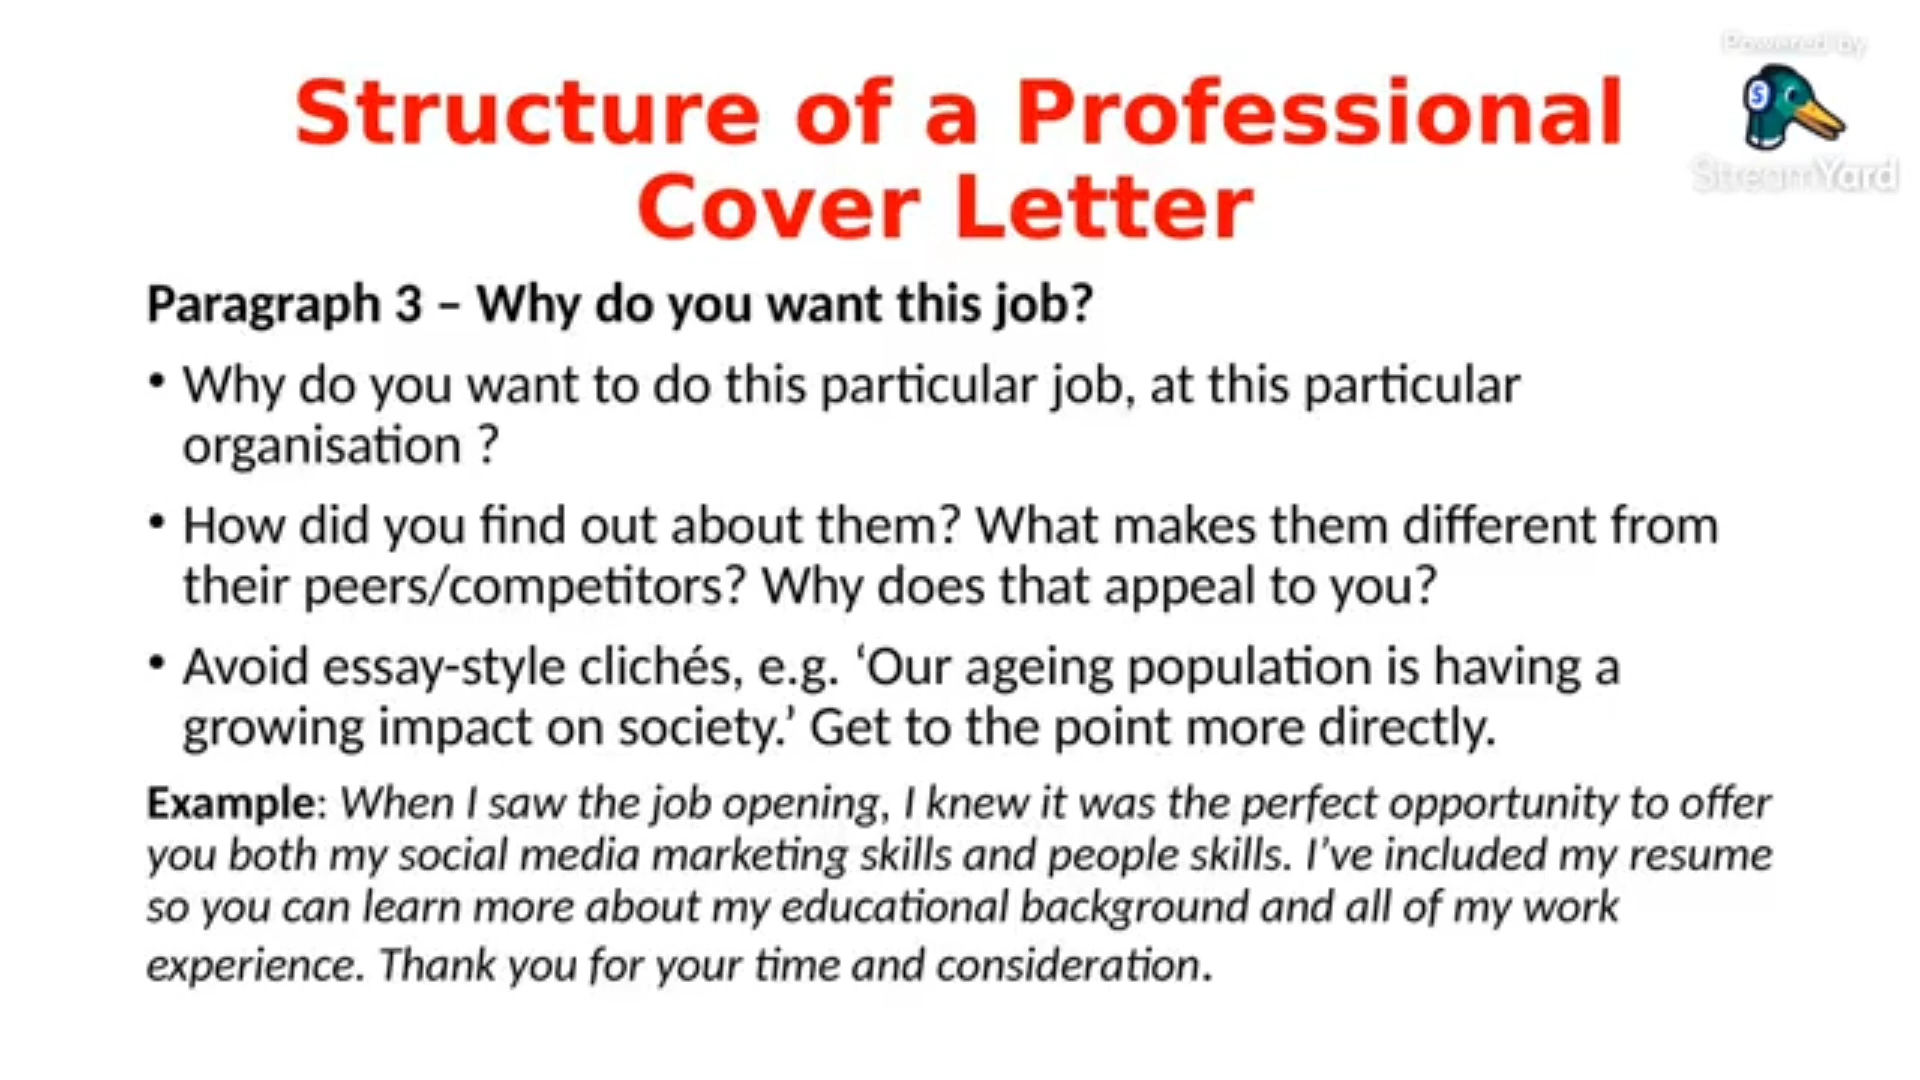 Powered by
StreamYard
Structure of a Professional
Cover Letter
Paragraph 3 – Why do you want this job?
• Why do you want to do this particular job, at this particular
organisation ?
• How did you find out about them? What makes them different from
their peers/competitors? Why does that appeal to you?
• Avoid essay-style clichés, e.g. ‘Our ageing population is having a
growing impact on society.’ Get to the point more directly.
Example: When I saw the job opening, I knew it was the perfect opportunity to offer
you both my social media marketing skills and people skills. I’ve included my resume
so you can learn more about my educational background and all of my work
experience. Thank you for your time and consideration.